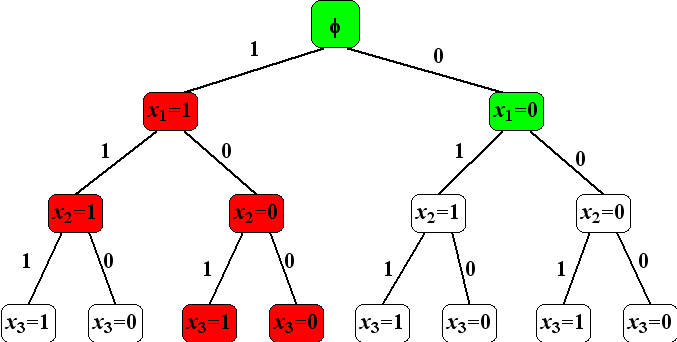 ϕ
1 0
x₁=1 x₁=0
1 0 1 0
x₂=1 x₂=0 x₂=1 x₂=0
1 0 1 0 1 0 1 0
x₃=1 x₃=0 x₃=1 x₃=0 x₃=1 x₃=0 x₃=1 x₃=0